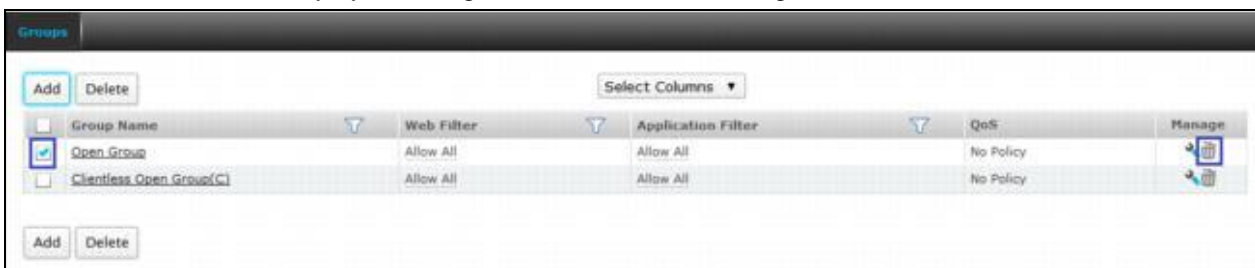 Groups
Add Delete Select Columns
Group Name Web Filter Application Filter QoS Manage
Open Group Allow All Allow All No Policy
Clientless Open Group(C) Allow All Allow All No Policy
Add Delete